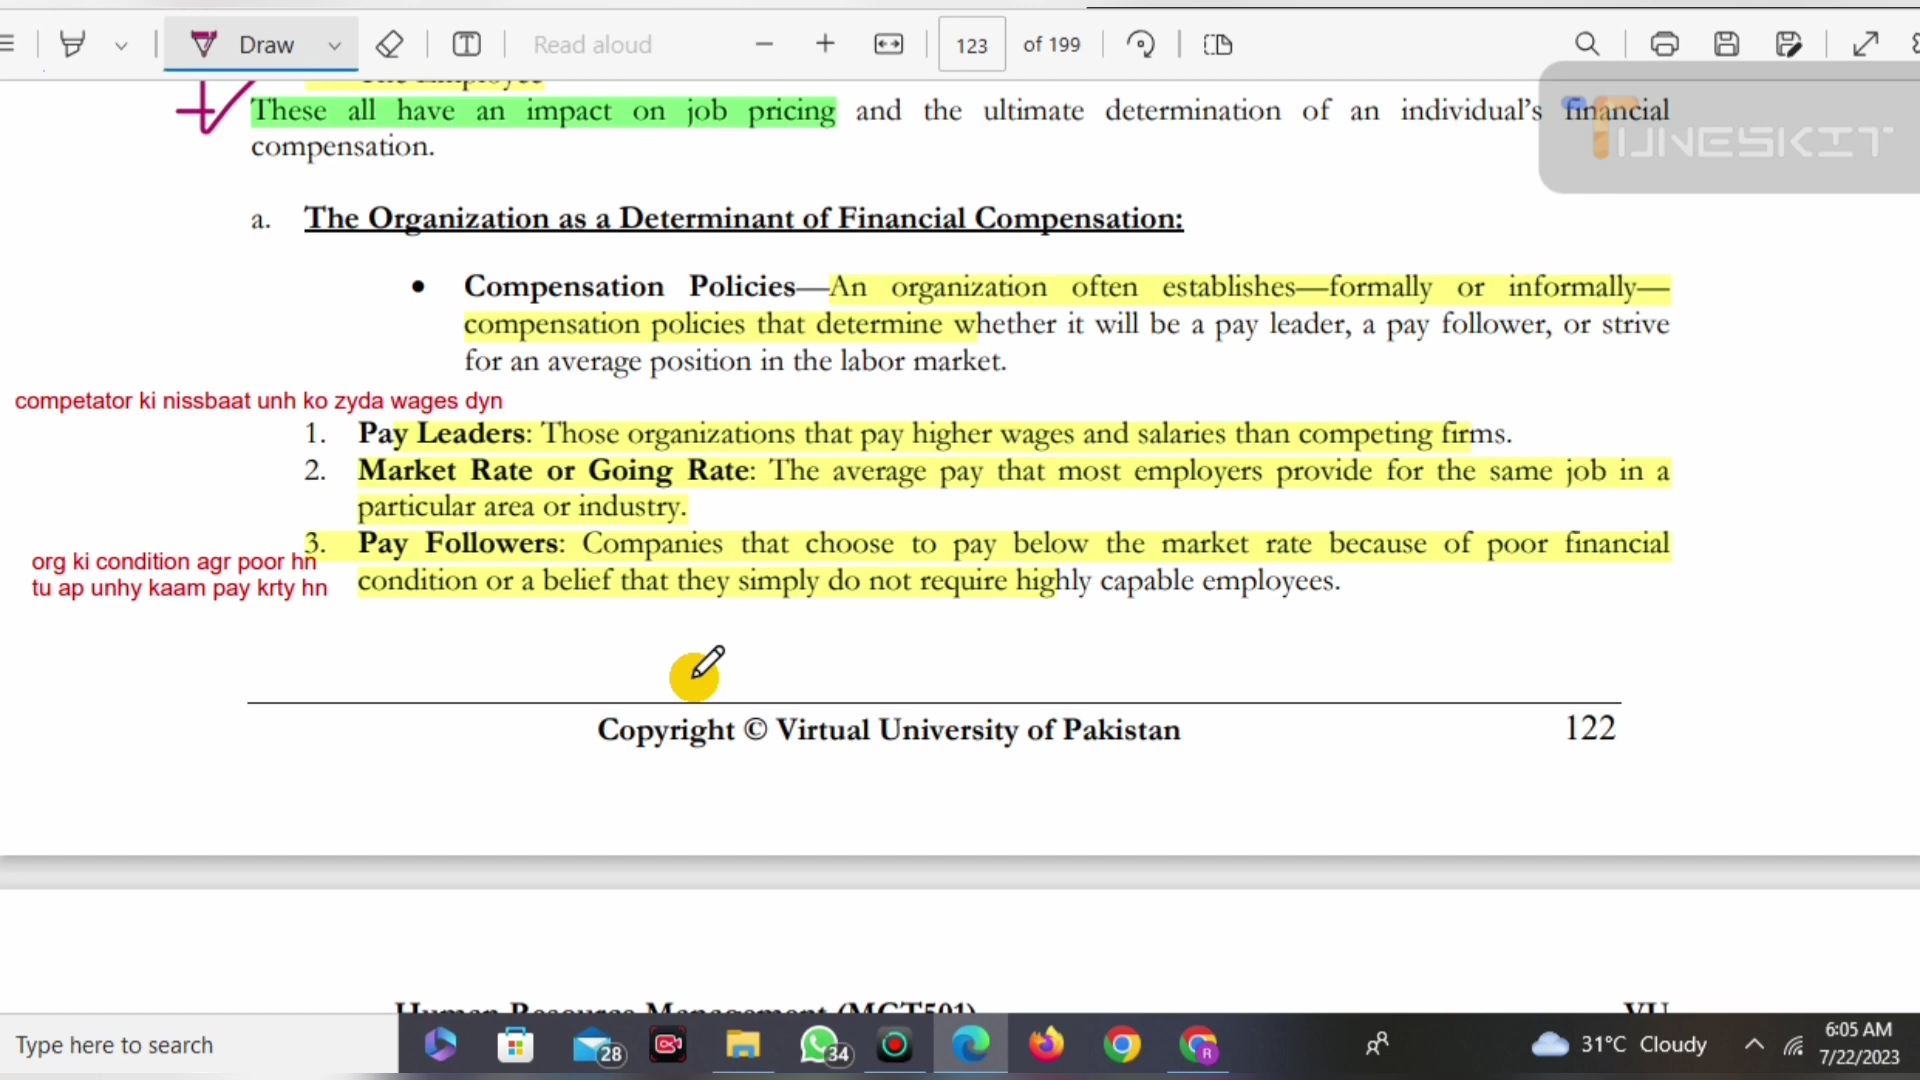 Draw
Read aloud
123
of 199
The Employee
These all have an impact on job pricing and the ultimate determination of an individual’s financial
compensation.
TUNESKIT
a. The Organization as a Determinant of Financial Compensation:
• Compensation Policies—An organization often establishes—formally or informally—
compensation policies that determine whether it will be a pay leader, a pay follower, or strive
for an average position in the labor market.
competator ki nissbaat unh ko zyda wages dyn
1. Pay Leaders: Those organizations that pay higher wages and salaries than competing firms.
2. Market Rate or Going Rate: The average pay that most employers provide for the same job in a
particular area or industry.
3. Pay Followers: Companies that choose to pay below the market rate because of poor financial
condition or a belief that they simply do not require highly capable employees.
org ki condition agr poor hn
tu ap unhy kaam pay krty hn
Copyright © Virtual University of Pakistan
122
Human Resource Management (MGT501)
VU
Type here to search
28
34
R
31°C Cloudy
6:05 AM
7/22/2023